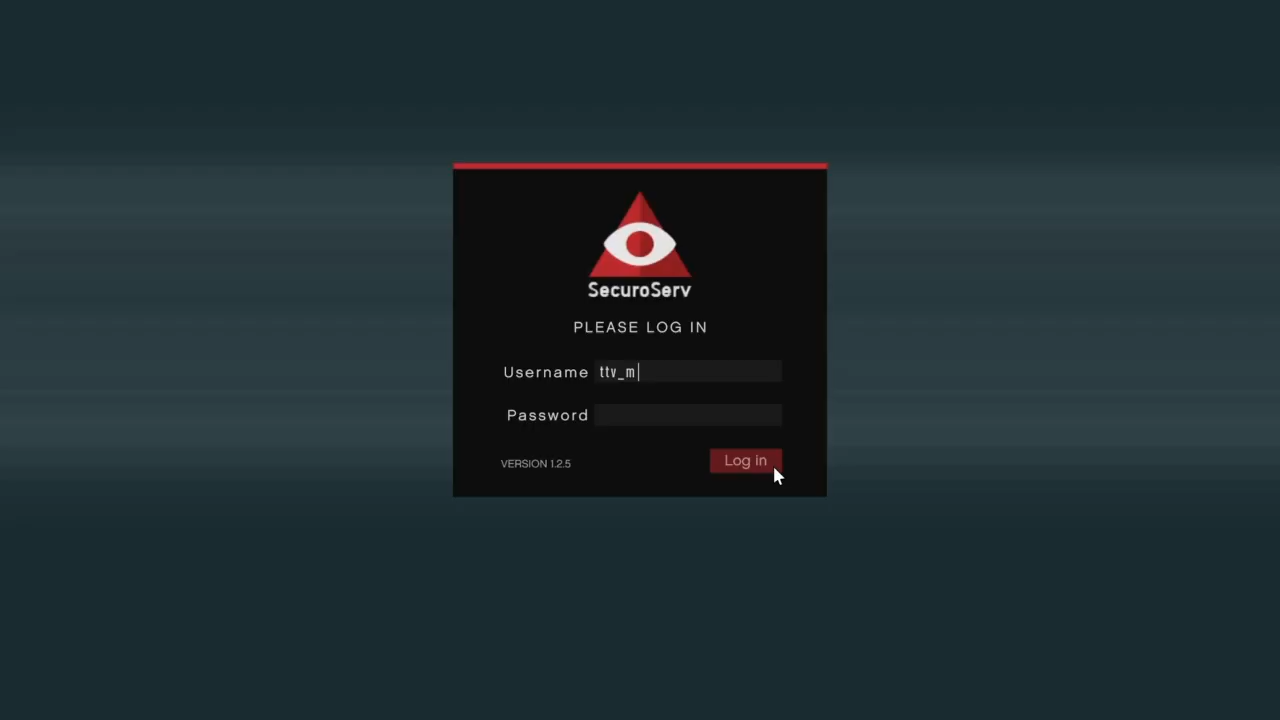 SecuroServ
PLEASE LOG IN
Username ttv_m
Password
VERSION 1.2.5 Log in